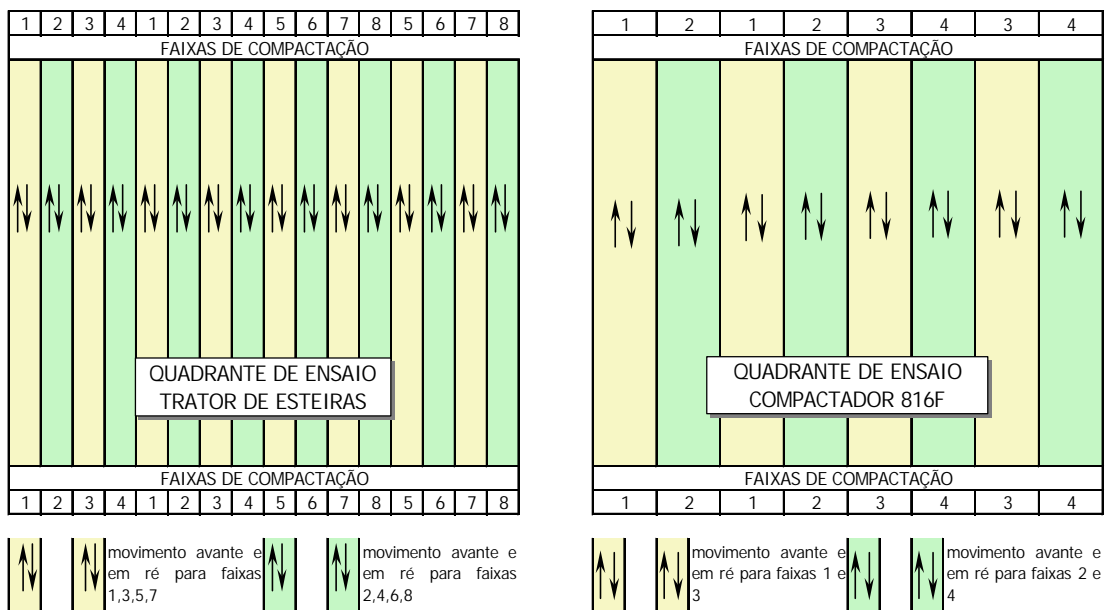 1 2 3 4 1 2 3 4 5 6 7 8 5 6 7 8
FAIXAS DE COMPACTAÇÃO
QUADRANTE DE ENSAIO
TRATOR DE ESTEIRAS
FAIXAS DE COMPACTAÇÃO
1 2 3 4 1 2 3 4 5 6 7 8 5 6 7 8
movimento avante e
em ré para faixas
1,3,5,7
movimento avante e
em ré para faixas
2,4,6,8
1 2 1 2 3 4 3 4
FAIXAS DE COMPACTAÇÃO
QUADRANTE DE ENSAIO
COMPACTADOR 816F
FAIXAS DE COMPACTAÇÃO
1 2 1 2 3 4 3 4
movimento avante e
em ré para faixas 1 e
3
movimento avante e
em ré para faixas 2 e
4